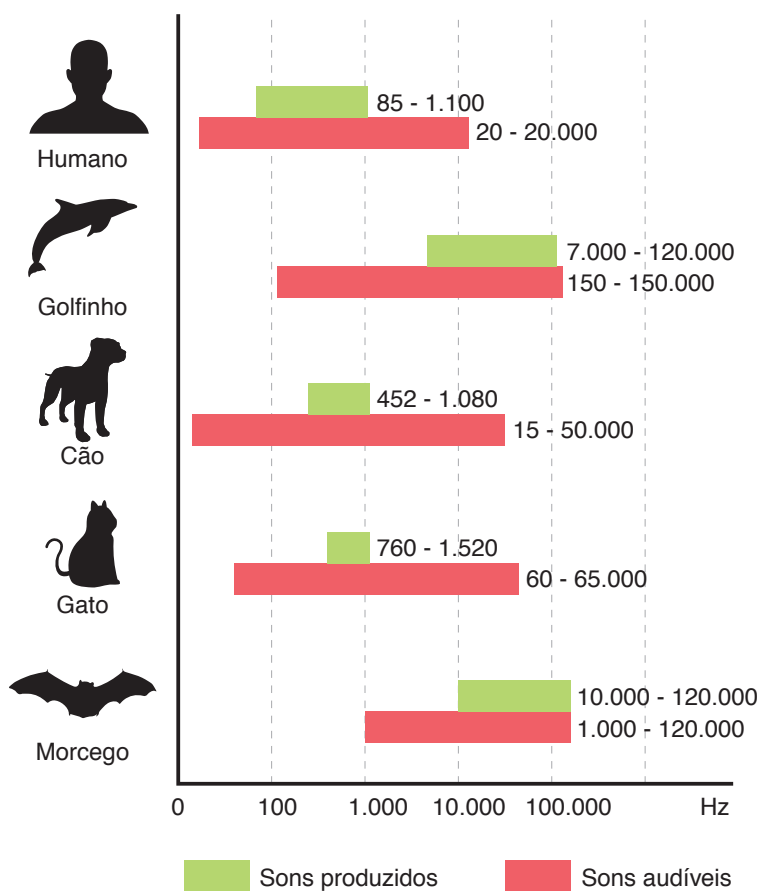 85 - 1.100
20 - 20.000
Humano
7.000 - 120.000
150 - 150.000
Golfinho
452 - 1.080
15 - 50.000
Cão
760 - 1.520
60 - 65.000
Gato
10.000 - 120.000
1.000 - 120.000
Morcego
0 100 1.000 10.000 100.000 Hz
Sons produzidos Sons audíveis